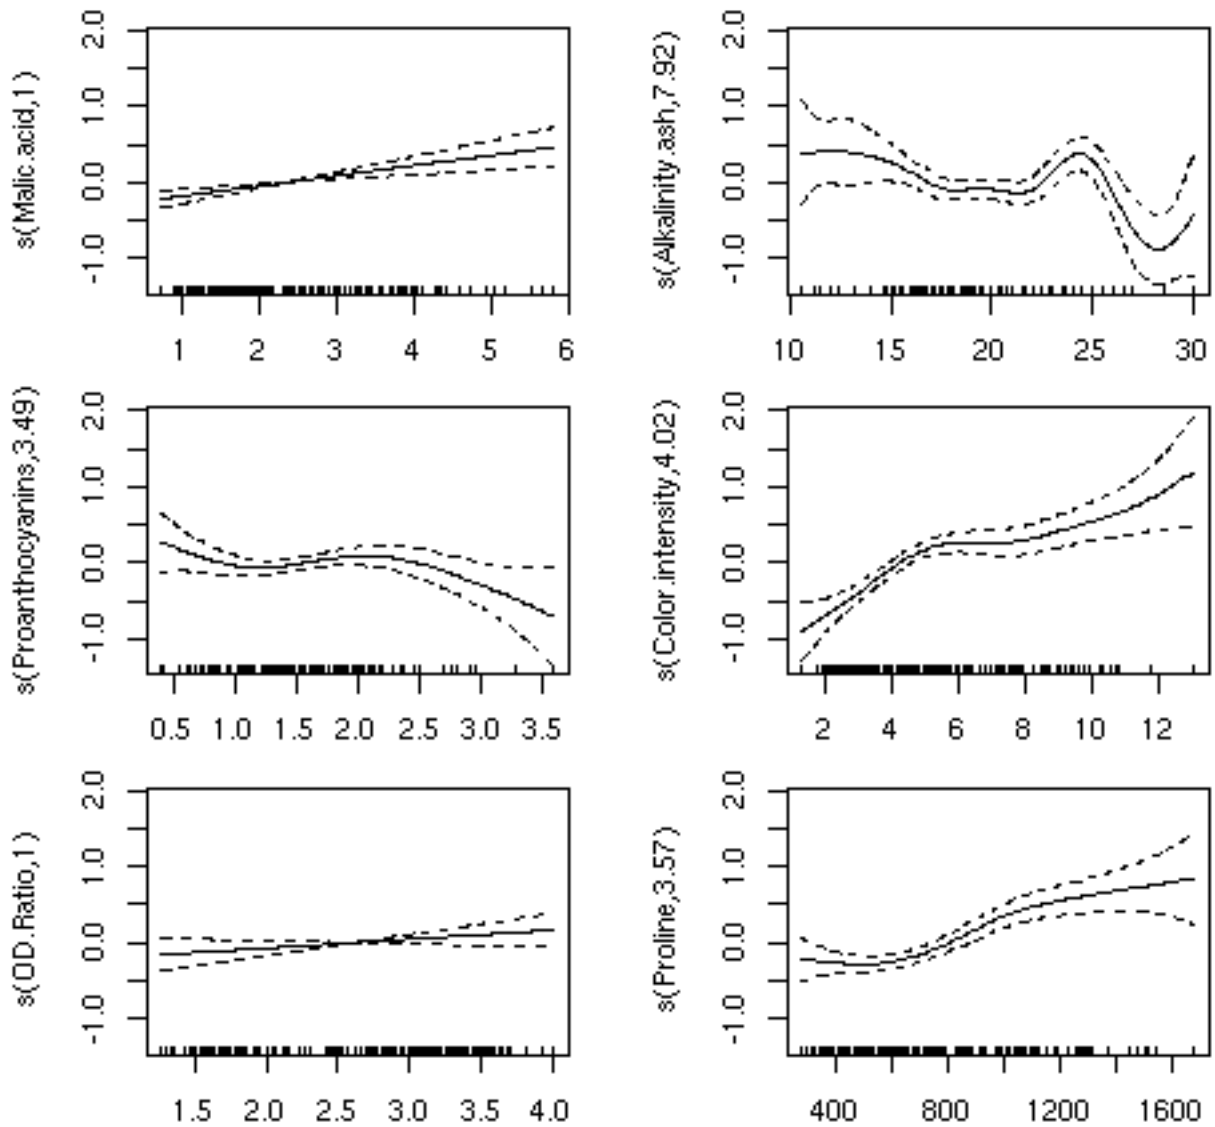 s(Malic.acid,1)
-1.0 0.0 1.0 2.0
1 2 3 4 5 6
s(Alkalinity.ash,7.92)
-1.0 0.0 1.0 2.0
10 15 20 25 30
s(Proanthocyanins,3.49)
-1.0 0.0 1.0 2.0
0.5 1.0 1.5 2.0 2.5 3.0 3.5
s(Color.intensity,4.02)
-1.0 0.0 1.0 2.0
2 4 6 8 10 12
s(OD.Ratio,1)
-1.0 0.0 1.0 2.0
1.5 2.0 2.5 3.0 3.5 4.0
s(Proline,3.57)
-1.0 0.0 1.0 2.0
400 800 1200 1600